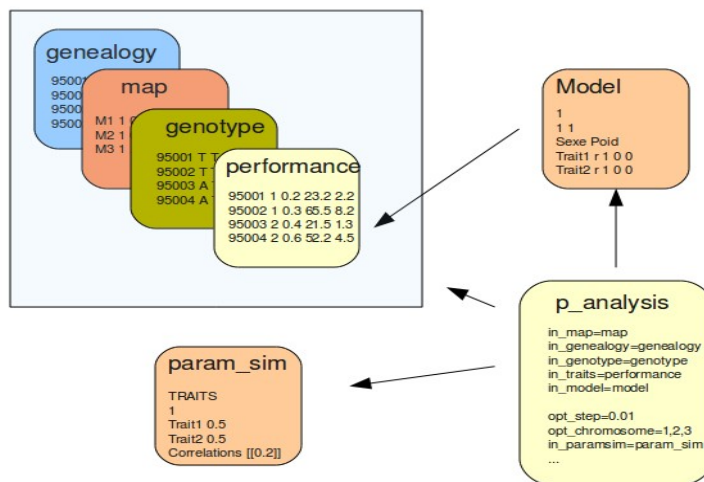 genealogy
95001
9500
9500
9500
map
M1 1 0
M2 1
M3 1
genotype
95001 T T
95002 T T
95003 A T
95004 A T
performance
95001 1 0.2 23.2 2.2
95002 1 0.3 65.5 8.2
95003 2 0.4 21.5 1.3
95004 2 0.6 52.2 4.5
Model
1
1 1
Sexe Poid
Trait1 r 1 0 0
Trait2 r 1 0 0
p_analysis
in_map=map
in_genealogy=genealogy
in_genotype=genotype
in_traits=performance
in_model=model
opt_step=0.01
opt_chromosome=1,2,3
in_paramsim=param_sim
...
param_sim
TRAITS
1
Trait1 0.5
Trait2 0.5
Correlations [[0.2]]